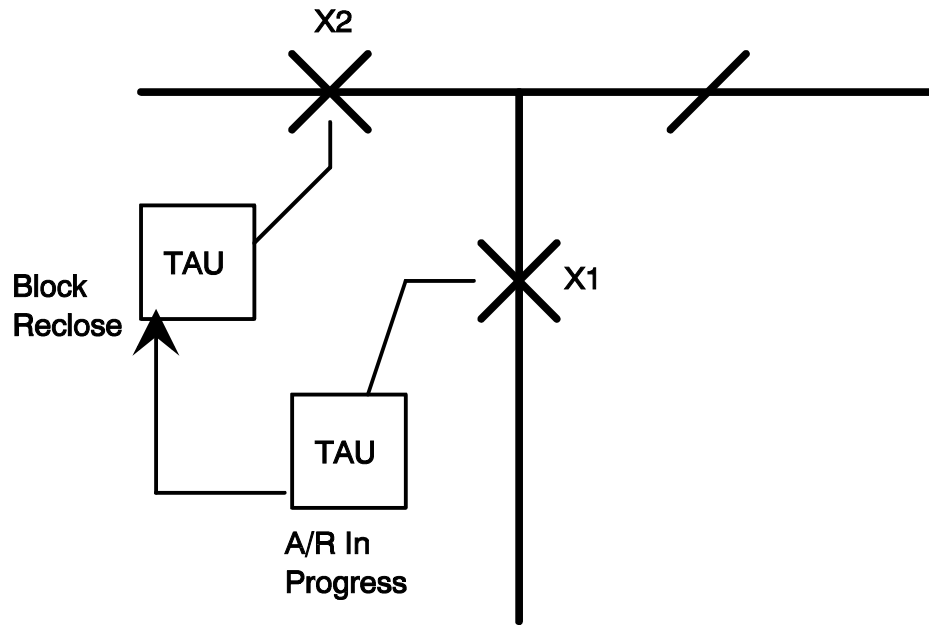 X2
TAU
X1
Block
Reclose
TAU
A/R In
Progress